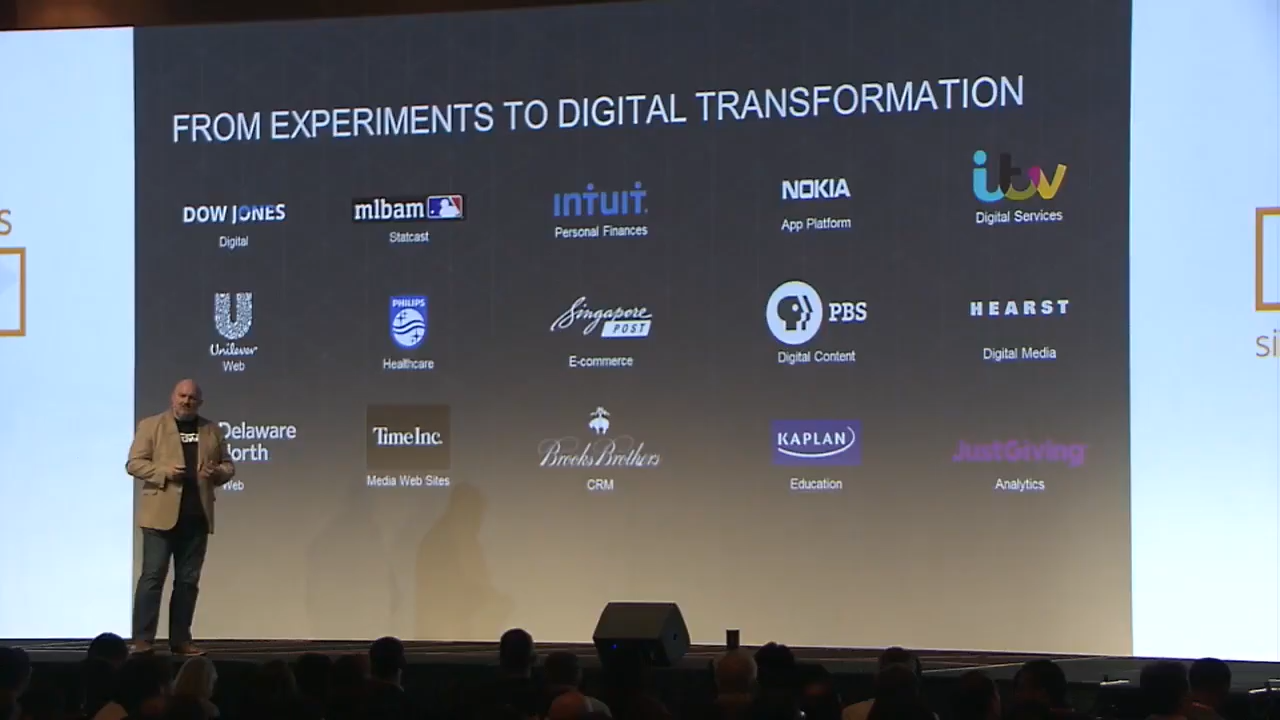 FROM EXPERIMENTS TO DIGITAL TRANSFORMATION
DOW JONES
Digital
mlbam
Statcast
intuit.
Personal Finances
NOKIA
App Platform
itv
Digital Services
Unilever
Web
PHILIPS
Healthcare
Singapore
POST
E-commerce
PBS
Digital Content
HEARST
Digital Media
Delaware
orth
Web
Time Inc.
Media Web Sites
Brooks Brothers
CRM
KAPLAN
Education
JustGiving
Analytics
S
si